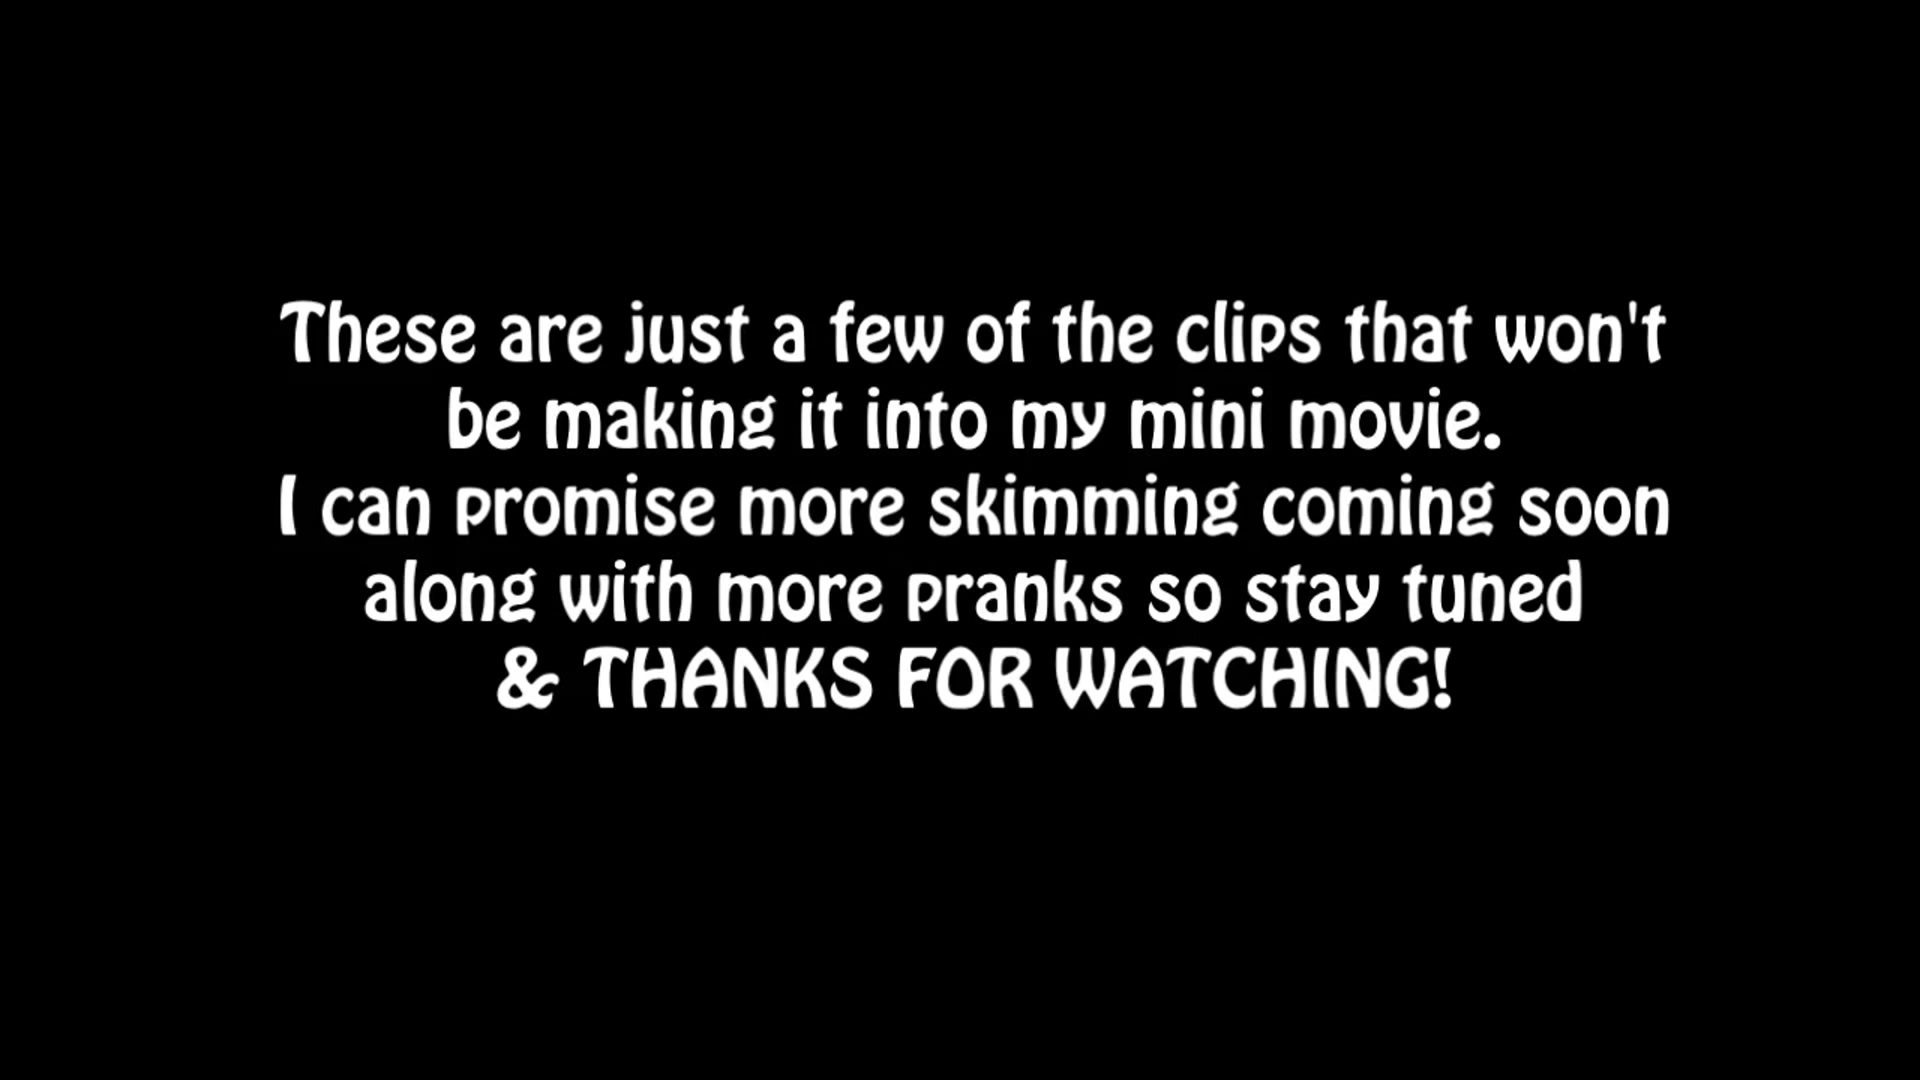 These are just a few of the clips that won't
be making it into my mini movie.
I can promise more skimming coming soon
along with more pranks so stay tuned
& THANKS FOR WATCHING!